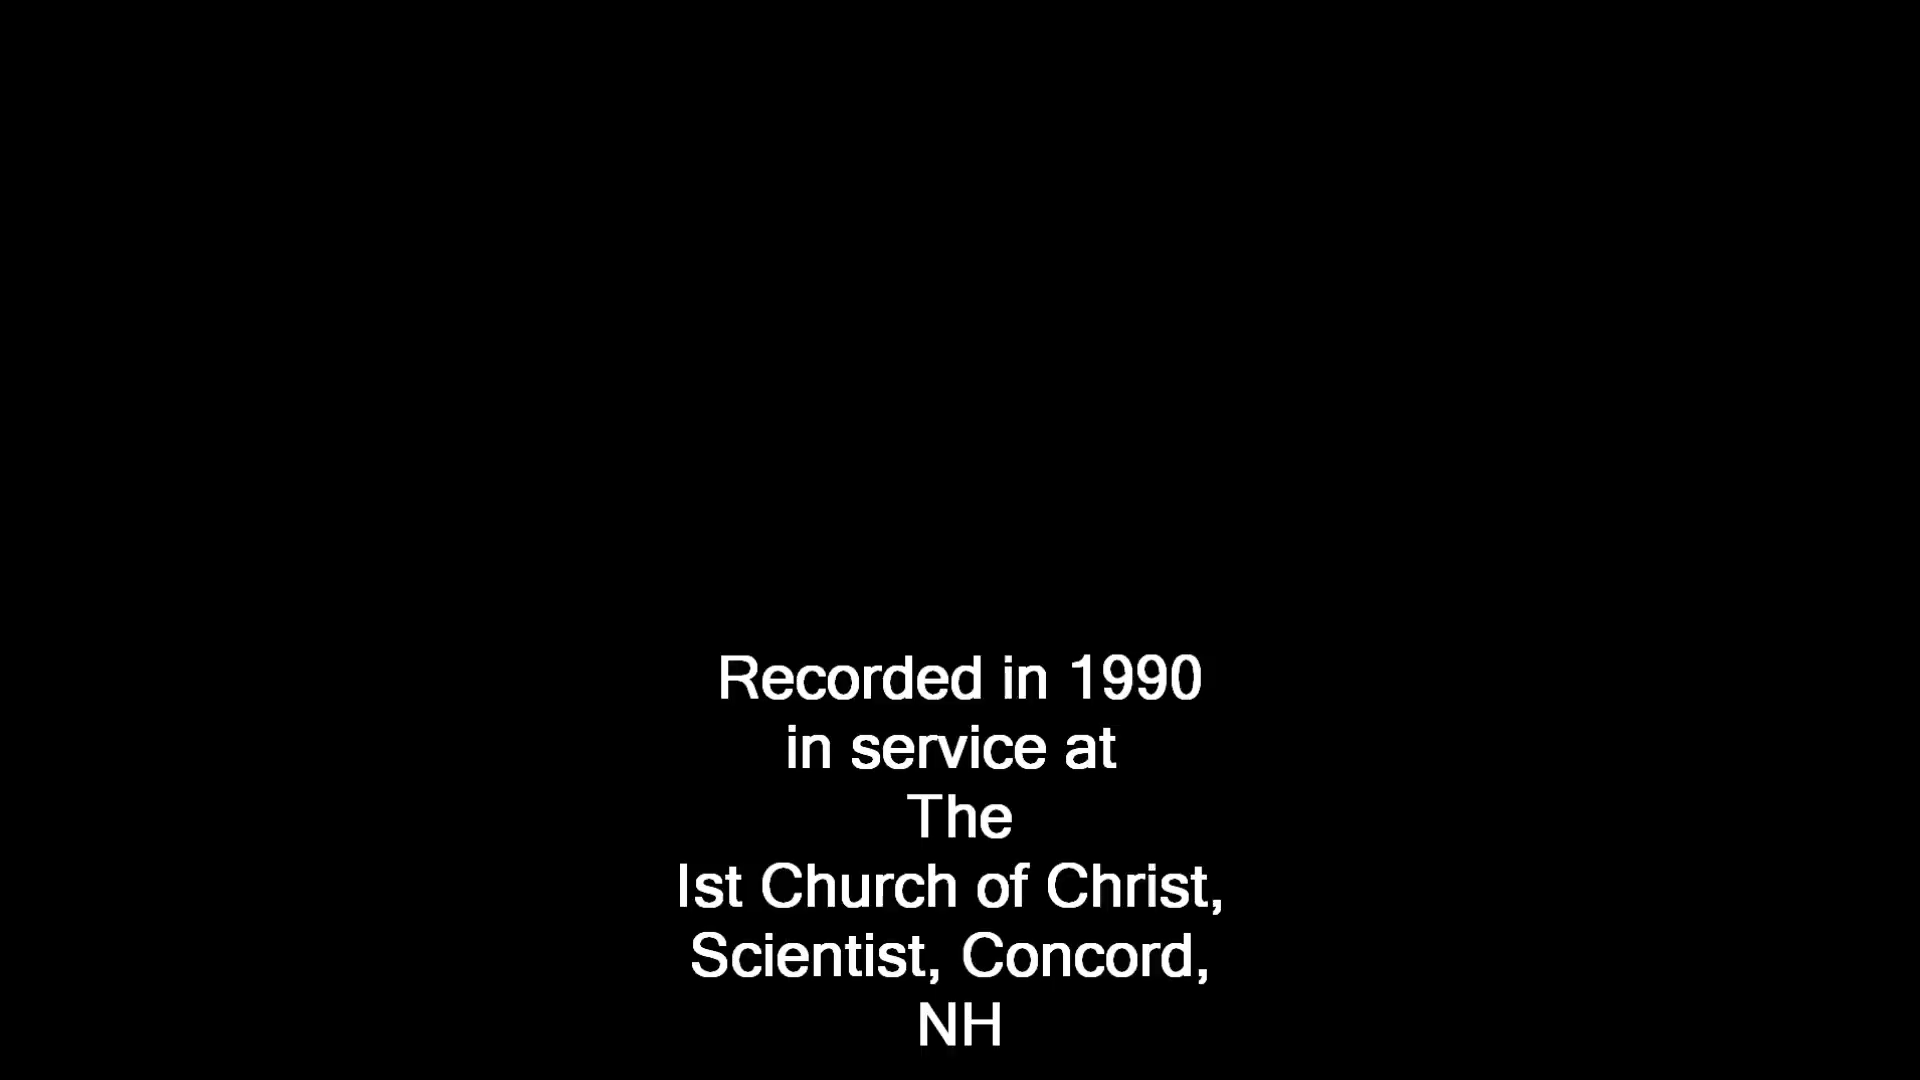 Recorded in 1990
in service at
The
Ist Church of Christ,
Scientist, Concord,
NH